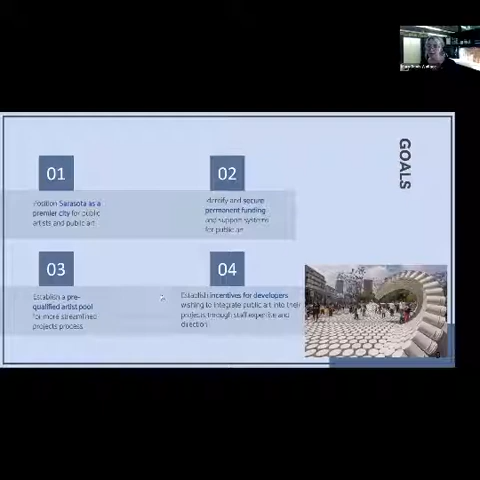 GOALS
01
Position Sarasota as a
premier city for public
artists and public art
02
Identify and secure
permanent funding
and support systems
for public art
03
Establish a pre-
qualified artist pool
for more streamlined
projects process
04
Establish incentives for developers
wishing to integrate public art into their
projects through staff expertise and
direction.